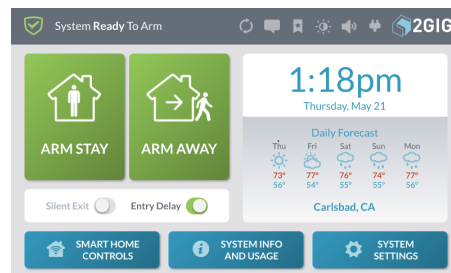 System Ready To Arm
2GIG
ARM STAY
ARM AWAY
Silent Exit
Entry Delay
1:18pm
Thursday, May 21
Daily Forecast
Thu Fri Sat Sun Mon
73° 77° 76° 74° 77°
56° 54° 55° 55° 56°
Carlsbad, CA
SMART HOME
CONTROLS
SYSTEM INFO
AND USAGE
SYSTEM
SETTINGS